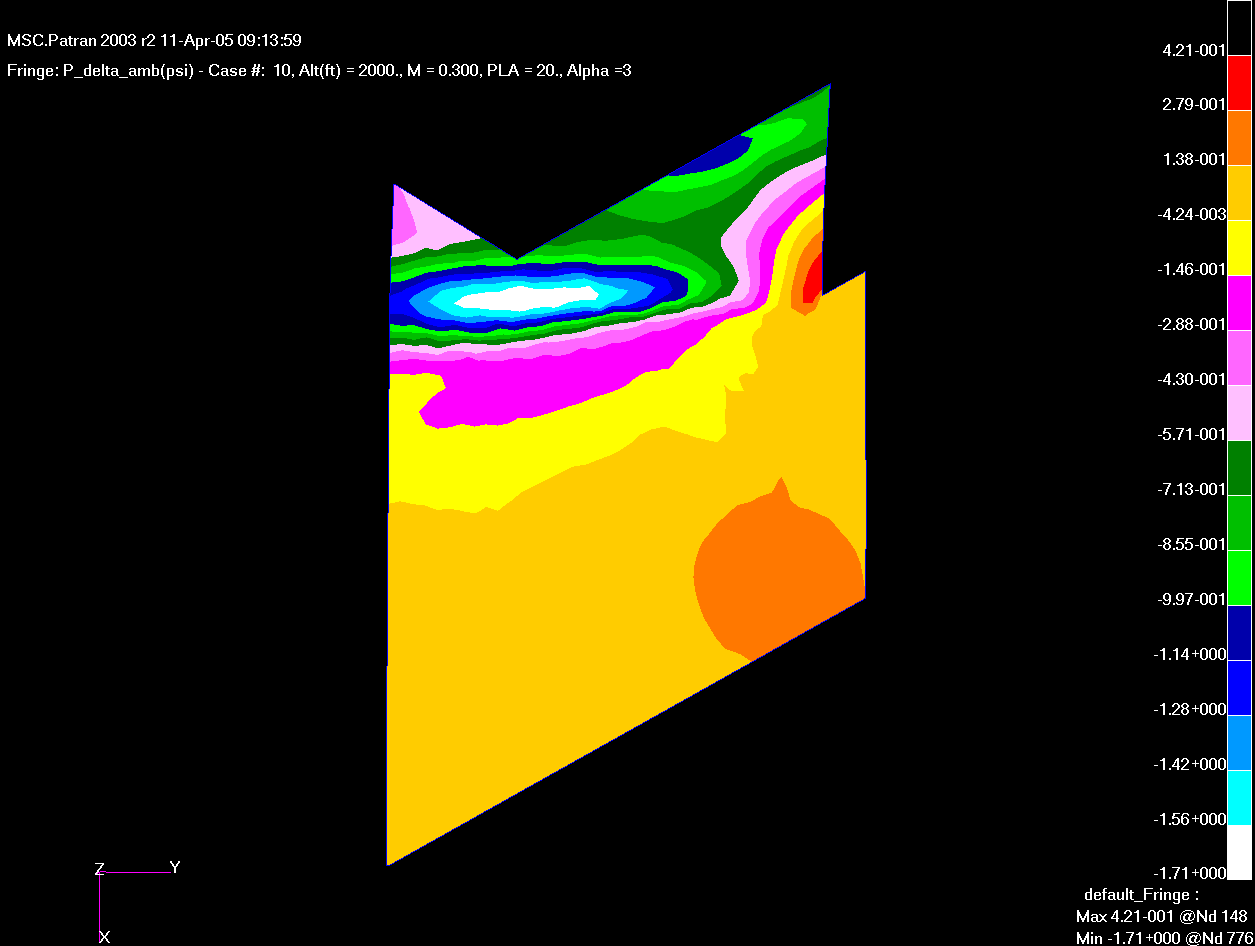 MSC.Patran 2003 r2 11-Apr-05 09:13:59
Fringe: P_delta_amb(psi) - Case #: 10, Alt(ft) = 2000., M = 0.300, PLA = 20., Alpha =3
4.21-001
2.79-001
1.38-001
-4.24-003
-1.46-001
-2.88-001
-4.30-001
-5.71-001
-7.13-001
-8.55-001
-9.97-001
-1.14+000
-1.28+000
-1.42+000
-1.56+000
-1.71+000
Z
Y
X
default_Fringe :
Max 4.21-001 @Nd 148
Min -1.71+000 @Nd 776